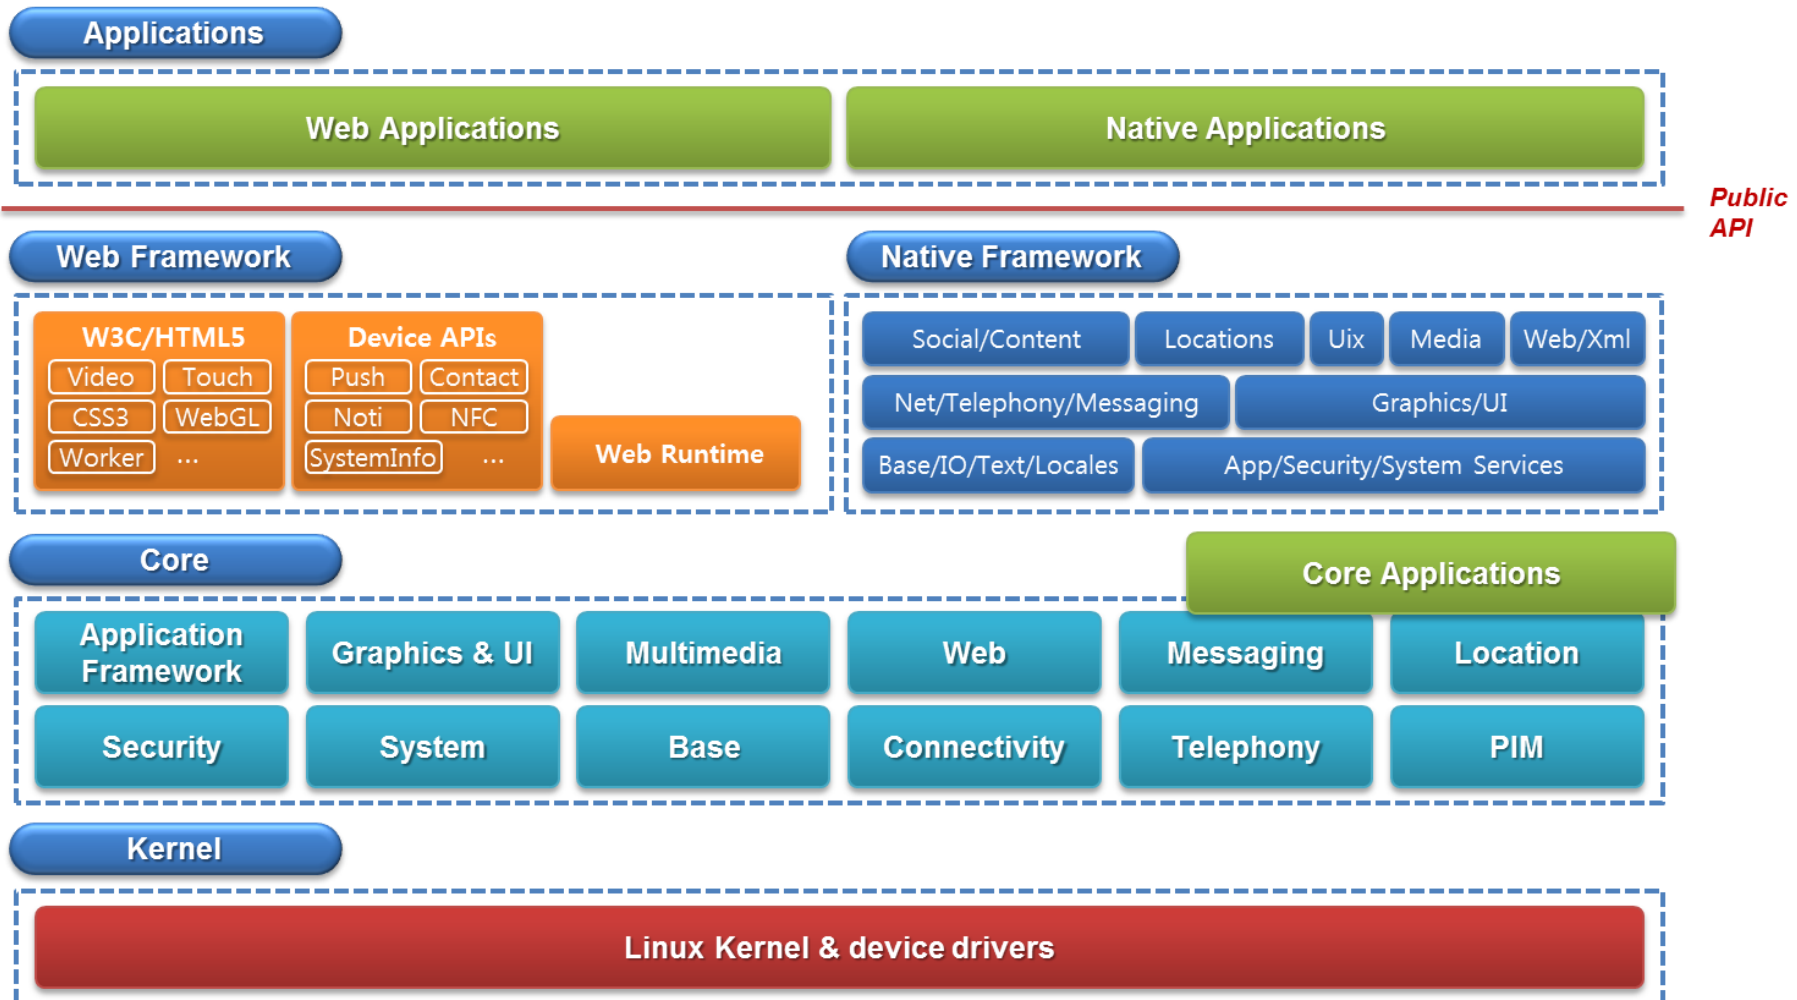 Applications
Web Applications
Native Applications
Public
API
Web Framework
Native Framework
W3C/HTML5
Video
Touch
CSS3
WebGL
Worker
...
Device APIs
Push
Contact
Noti
NFC
SystemInfo
...
Web Runtime
Social/Content
Locations
Uix
Media
Web/Xml
Net/Telephony/Messaging
Graphics/UI
Base/IO/Text/Locales
App/Security/System Services
Core
Core Applications
Application
Framework
Graphics & UI
Multimedia
Web
Messaging
Location
Security
System
Base
Connectivity
Telephony
PIM
Kernel
Linux Kernel & device drivers